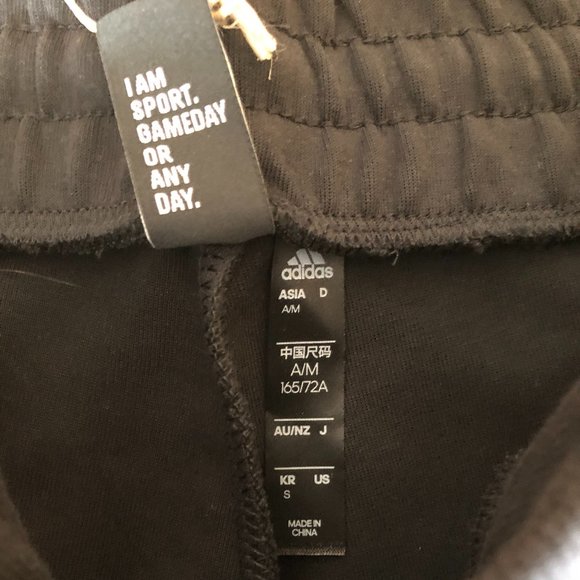 I AM
SPORT.
GAMEDAY
OR
ANY
DAY.
adidas
ASIA D
A/M
中国尺码
A/M
165/72A
AU/NZ J
KR US
S
MADE IN
CHINA